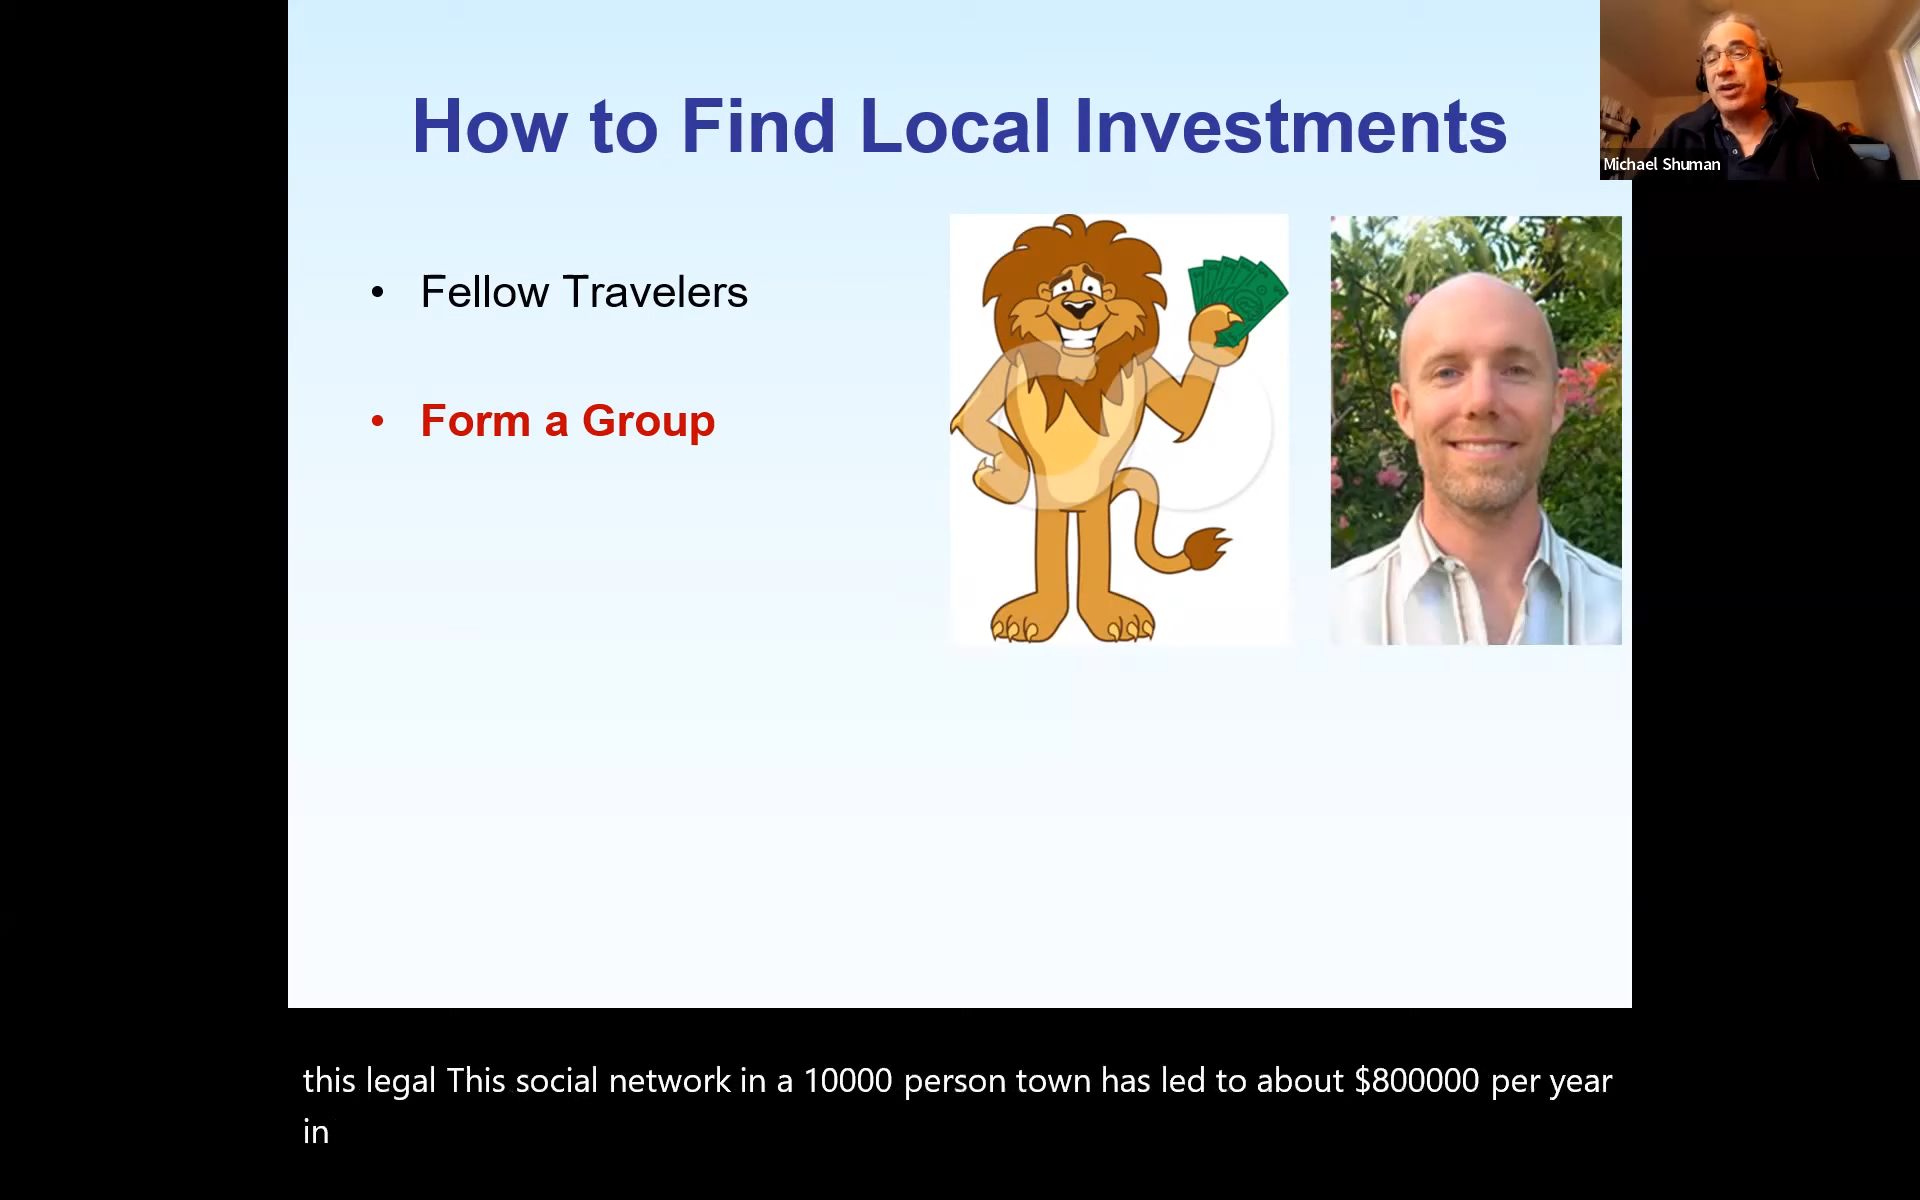 How to Find Local Investments
Michael Shuman
• Fellow Travelers
• Form a Group
this legal This social network in a 10000 person town has led to about $800000 per year
in